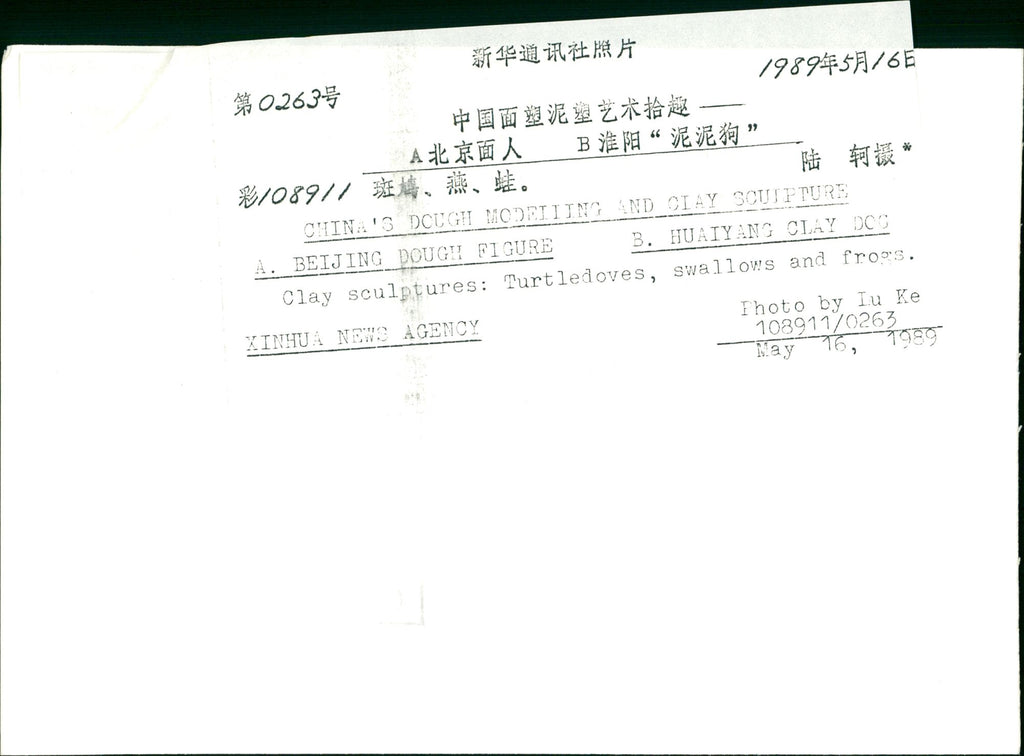 新华通讯社照片
第0263号 1989年5月16日
中国面塑泥塑艺术拾趣——
A北京面人 B淮阳“泥泥狗”
陆 轲摄*
彩108911 斑鸠、燕、蛙。
CHINA'S DOUGH MODELLING AND CLAY SCULPTURE
A. BEIJING DOUGH FIGURE B. HUAIYANG CLAY DOG
Clay sculptures: Turtledoves, swallows and frogs.
Photo by Lu Ke
XINHUA NEWS AGENCY 108911/0263
May 16, 1989